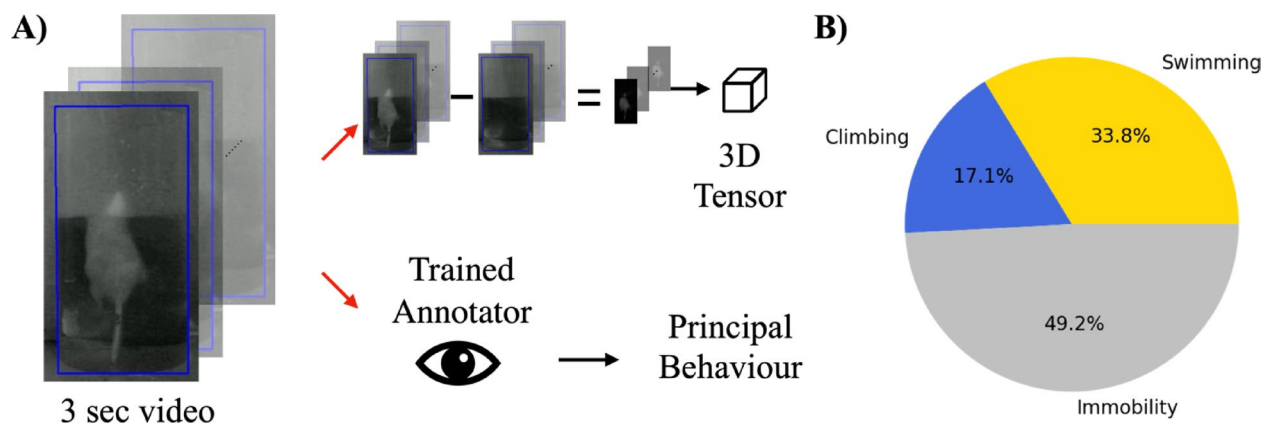 A)
3 sec video
3D
Tensor
Trained
Annotator
Principal
Behaviour
B)
Swimming
33.8%
Climbing
17.1%
49.2%
Immobility